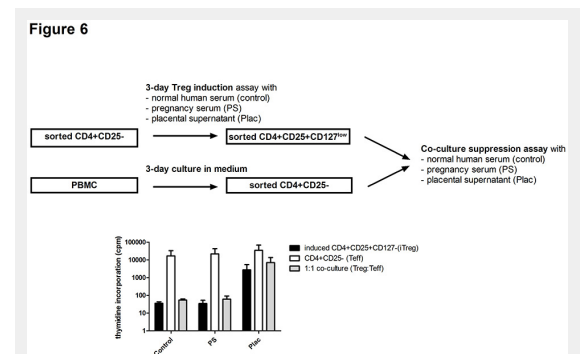 Figure 6
3-day Treg induction assay with
- normal human serum (control)
- pregnancy serum (PS)
- placental supernatant (Plac)
sorted CD4+CD25-
sorted CD4+CD25+CD127low
Co-culture suppression assay with
- normal human serum (control)
- pregnancy serum (PS)
- placental supernatant (Plac)
3-day culture in medium
PBMC
sorted CD4+CD25-
thymidine incorporation (cpm)
100000
10000
1000
100
10
1
induced CD4+CD25+CD127-(iTreg)
CD4+CD25- (Teff)
1:1 co-culture (Treg:Teff)
Control
PS
Plac